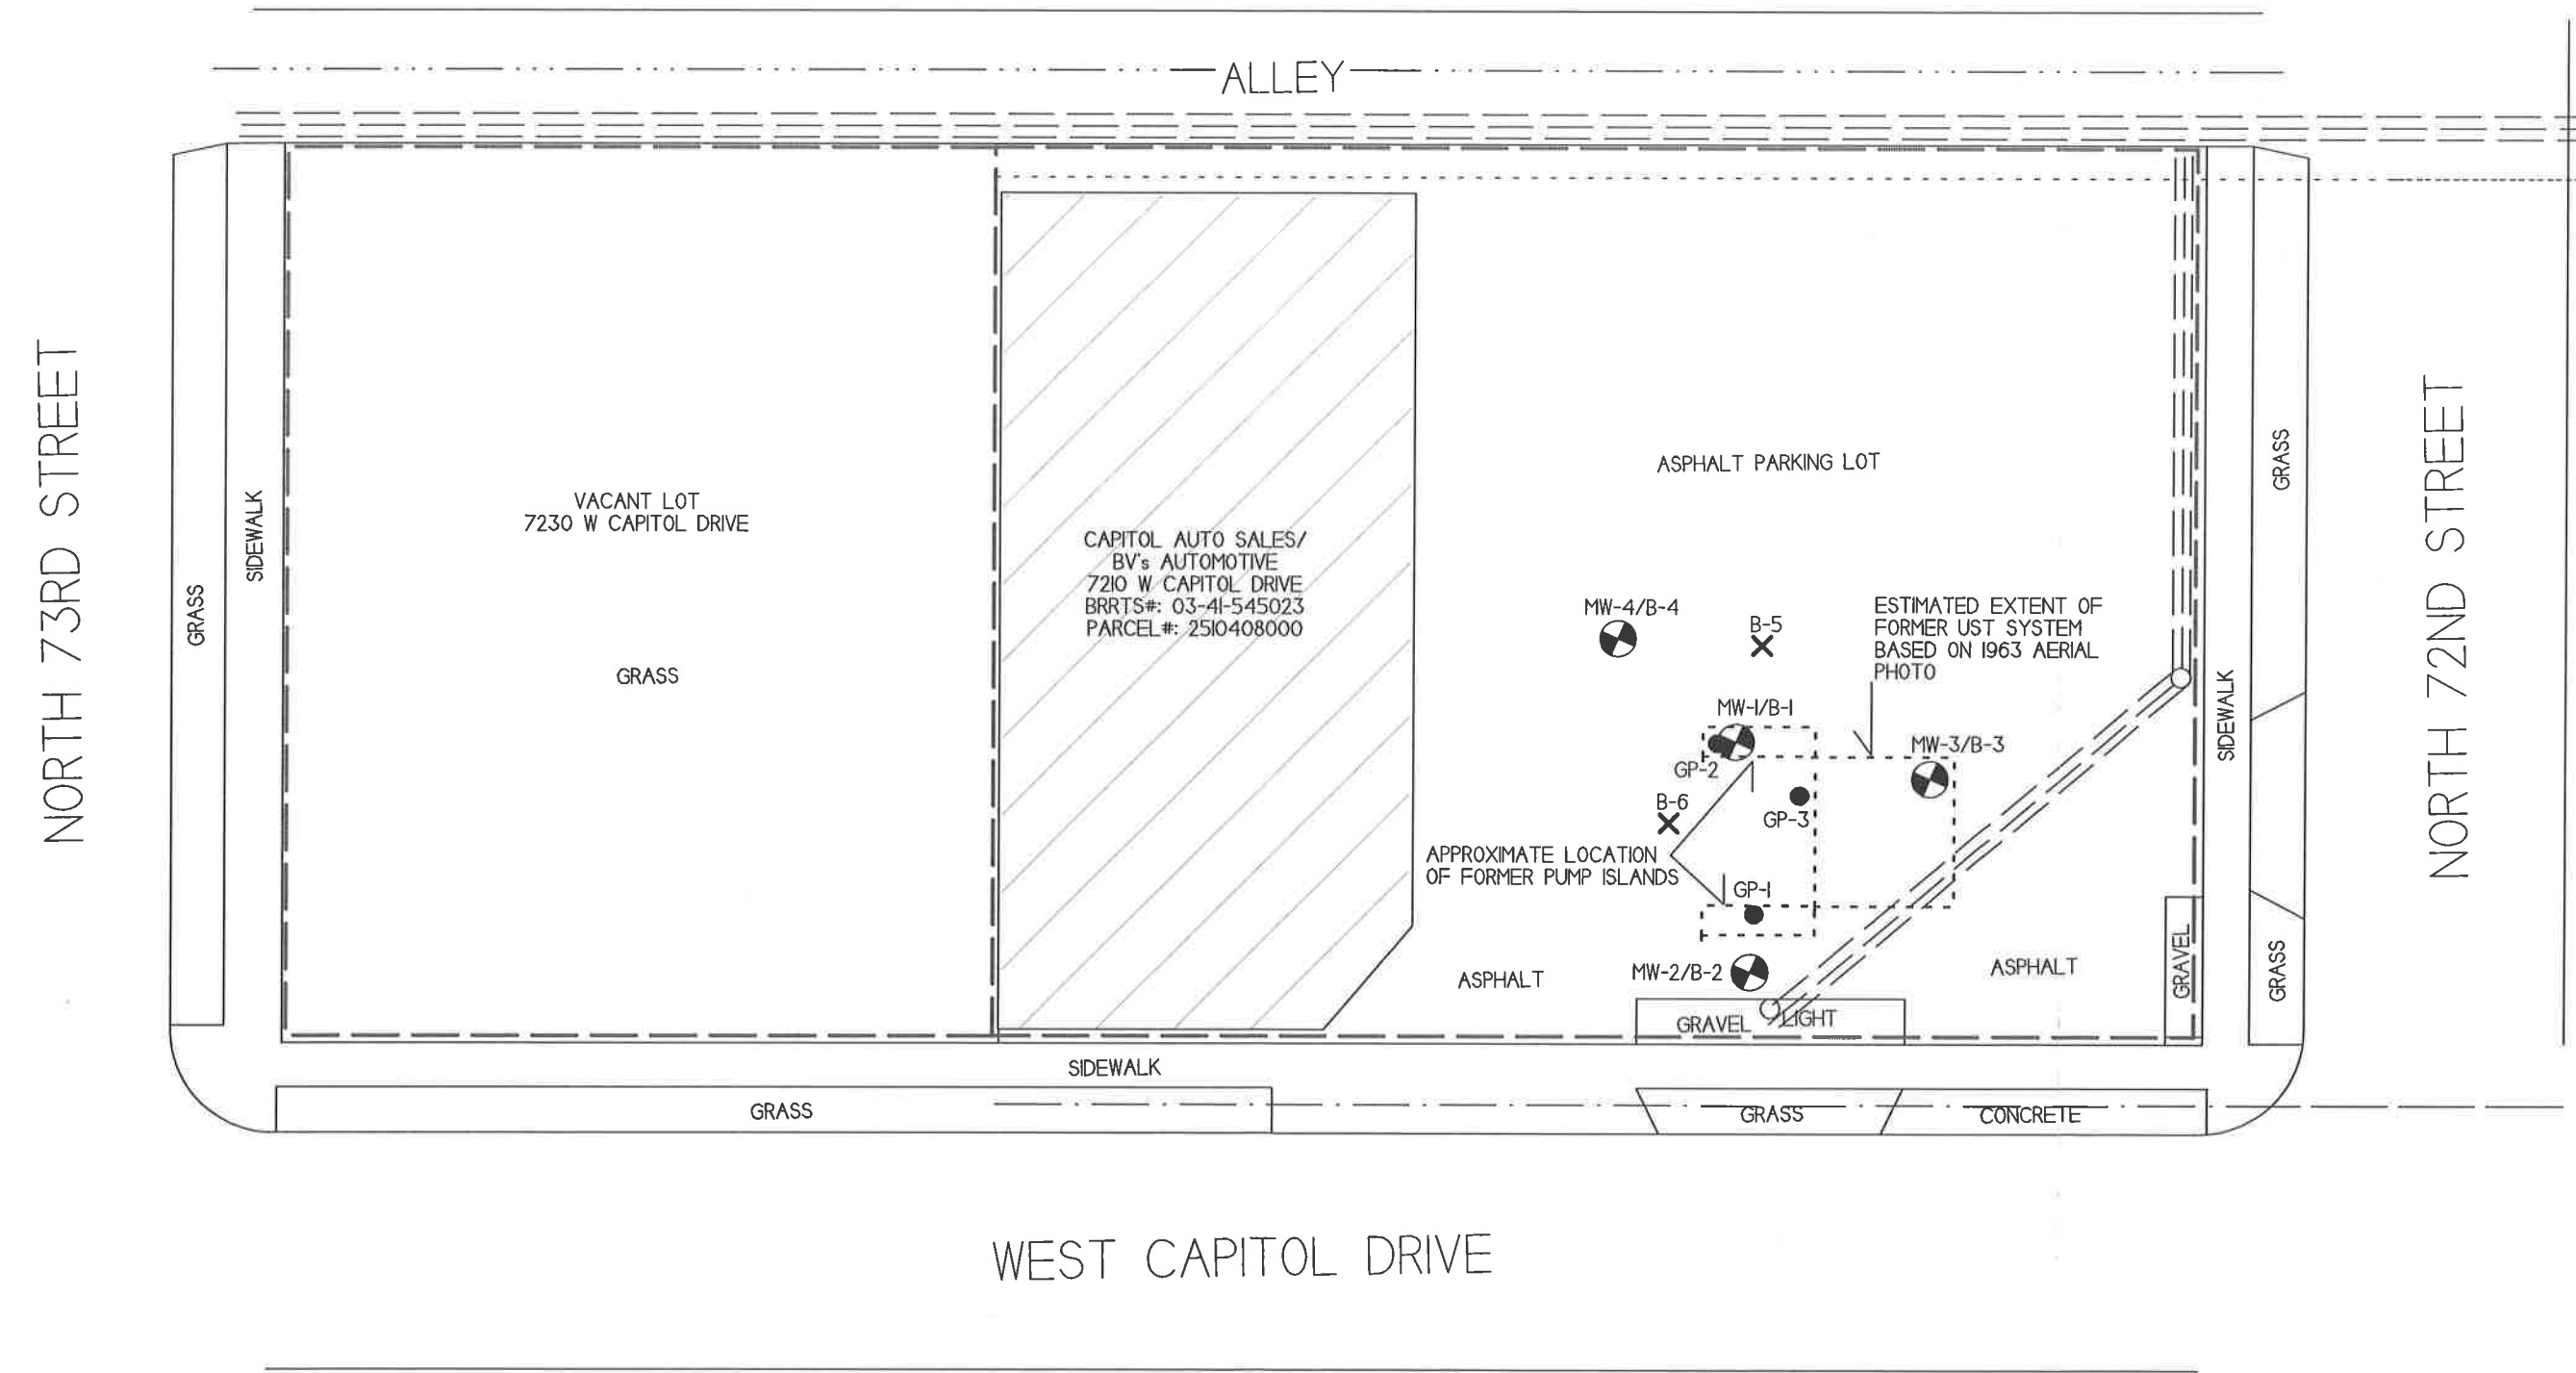 ALLEY
NORTH 73RD STREET
GRASS
SIDEWALK
VACANT LOT
7230 W CAPITOL DRIVE
GRASS
CAPITOL AUTO SALES/
BV's AUTOMOTIVE
7210 W CAPITOL DRIVE
BRRTS#: 03-41-545023
PARCEL#: 2510408000
ASPHALT PARKING LOT
MW-4/B-4
B-5
ESTIMATED EXTENT OF
FORMER UST SYSTEM
BASED ON 1963 AERIAL
PHOTO
MW-1/B-1
MW-3/B-3
GP-2
B-6
GP-3
APPROXIMATE LOCATION
OF FORMER PUMP ISLANDS
GP-1
MW-2/B-2
ASPHALT
ASPHALT
GRAVEL
LIGHT
GRAVEL
SIDEWALK
GRASS
GRASS
NORTH 72ND STREET
SIDEWALK
GRASS
GRASS
CONCRETE
WEST CAPITOL DRIVE